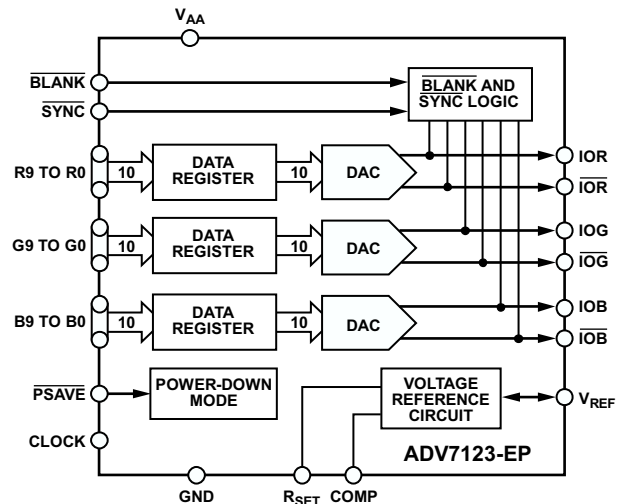 VAA
BLANK
SYNC
BLANK AND
SYNC LOGIC
R9 TO R0
10
DATA
REGISTER
10
DAC
IOR
IOR
G9 TO G0
10
DATA
REGISTER
10
DAC
IOG
IOG
B9 TO B0
10
DATA
REGISTER
10
DAC
IOB
IOB
PSAVE
POWER-DOWN
MODE
VOLTAGE
REFERENCE
CIRCUIT
VREF
CLOCK
ADV7123-EP
GND
RSET
COMP